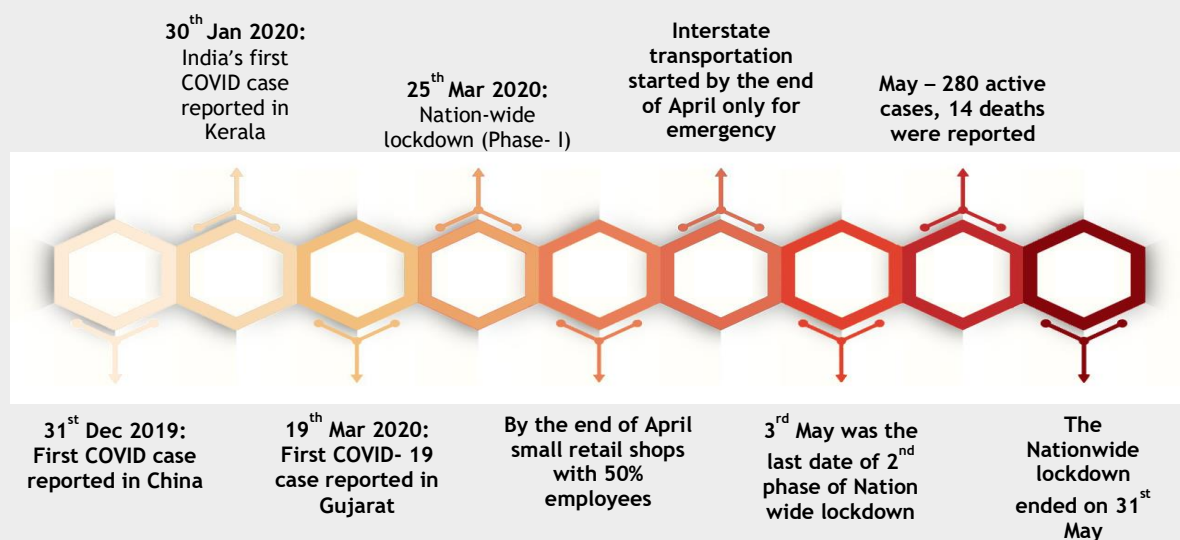 30th Jan 2020:
India's first
COVID case
reported in
Kerala
25th Mar 2020:
Nation-wide
lockdown (Phase- I)
Interstate
transportation
started by the end
of April only for
emergency
May – 280 active
cases, 14 deaths
were reported
31st Dec 2019:
First COVID case
reported in China
19th Mar 2020:
First COVID- 19
case reported in
Gujarat
By the end of April
small retail shops
with 50%
employees
3rd May was the
last date of 2nd
phase of Nation
wide lockdown
The
Nationwide
lockdown
ended on 31st
May